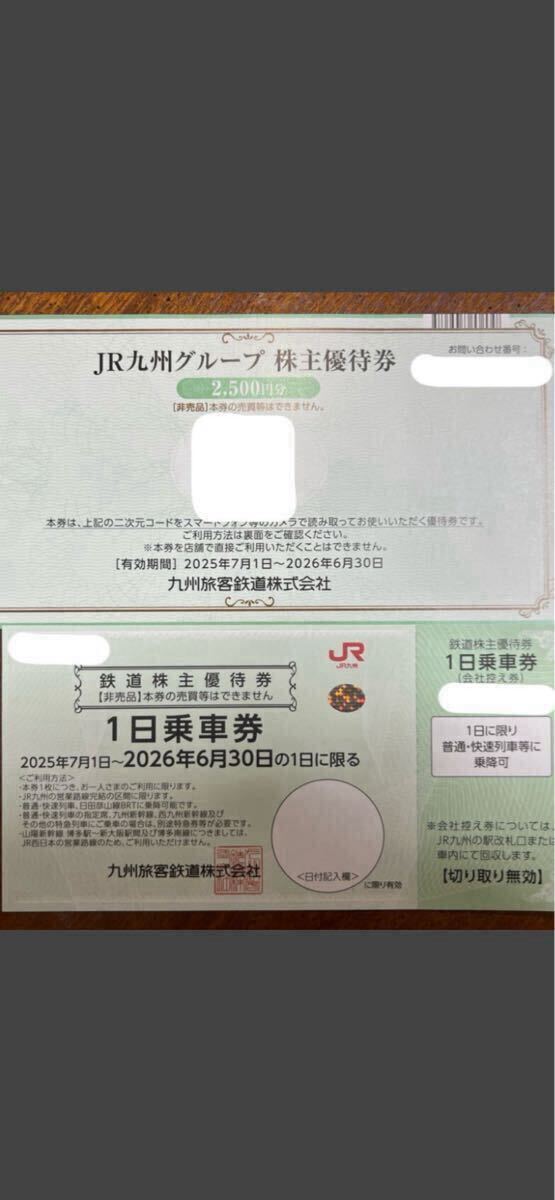 お問い合わせ番号:
JR九州グループ 株主優待券
2,500円分
[非売品]本券の売買等はできません。
本券は、上記の二次元コードをスマートフォン等のカメラで読み取ってお使いいただく優待券です。
ご利用方法は裏面をご確認ください。
※本券を店舗で直接ご利用いただくことはできません。
[有効期間] 2025年7月1日～2026年6月30日
九州旅客鉄道株式会社
JR
JR九州
鉄道株主優待券
【非売品】本券の売買等はできません
1日乗車券
2025年7月1日～2026年6月30日の1日に限る
<ご利用方法>
・本券1枚につき、お一人さまのご利用に限ります。
・JR九州の営業路線完結の区間に限ります。
・普通・快速列車、日田彦山線BRTに乗降可能です。
・普通・快速列車の指定席、九州新幹線、西九州新幹線及び
その他の特急列車にご乗車の場合は、別途特急券等が必要です。
・山陽新幹線 博多駅～新大阪駅間及び博多南線につきましては、
JR西日本の営業路線のため、ご利用いただけません。
九州旅客鉄道株式会社
<日付記入欄>
に限り有効
鉄道株主優待券
1日乗車券
(会社控え券)
1日に限り
普通・快速列車等に
乗降可
※会社控え券については、
JR九州の駅改札口または
車内にて回収します。
【切り取り無効】